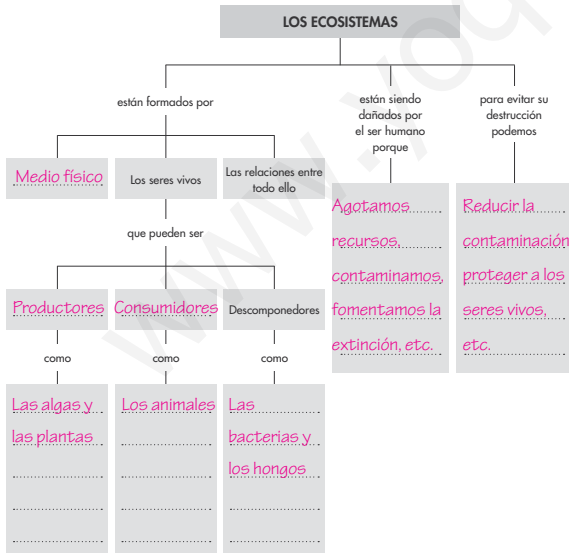 LOS ECOSISTEMAS
están formados por
están siendo
dañados por
el ser humano
porque
para evitar su
destrucción
podemos
Medio físico
Los seres vivos
Las relaciones entre
todo ello
Agotamos
recursos,
contaminamos,
fomentamos la
extinción, etc.
Reducir la
contaminación
proteger a los
seres vivos,
etc.
que pueden ser
Productores
Consumidores
Descomponedores
como
como
como
Las algas y
las plantas
Los animales
Las
bacterias y
los hongos